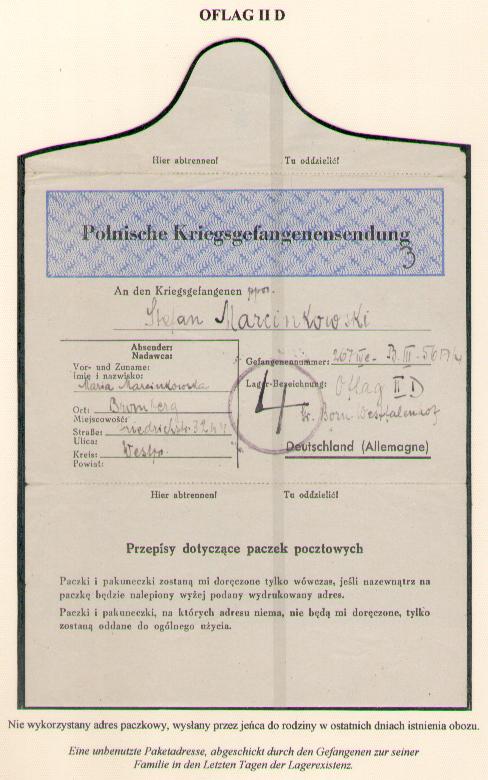 OFLAG II D
Hier abtrennen! Tu oddzielić!
Polnische Kriegsgefangenensendung
3
An den Kriegsgefangenen ppor.
Stefan Marcinkowski
Absender:
Nadawca:
Vor- und Zuname:
Imię i nazwisko:
Maria Marcinkowska
Ort: Bromberg
Miejscowość:
Straße:
Ulica:
Kreis:
Powiat:
Gefangenennummer:
Lager-Bezeichnung: Oflag II D
4
Gr. Born Westfalenhof
Deutschland (Allemagne)
Hier abtrennen! Tu oddzielić!
Przepisy dotyczące paczek pocztowych
Paczki i pakuneczki zostaną mi doręczone tylko wówczas, jeśli nazewnątrz na
paczkę będzie nalepiony wyżej podany wydrukowany adres.
Paczki i pakuneczki, na których adresu niema, nie będą mi doręczone, tylko
zostaną oddane do ogólnego użycia.
Nie wykorzystany adres paczkowy, wysłany przez jeńca do rodziny w ostatnich dniach istnienia obozu.
Eine unbenutzte Paketadresse, abgeschickt durch den Gefangenen zur seiner
Familie in den Letzten Tagen der Lagerexistenz.